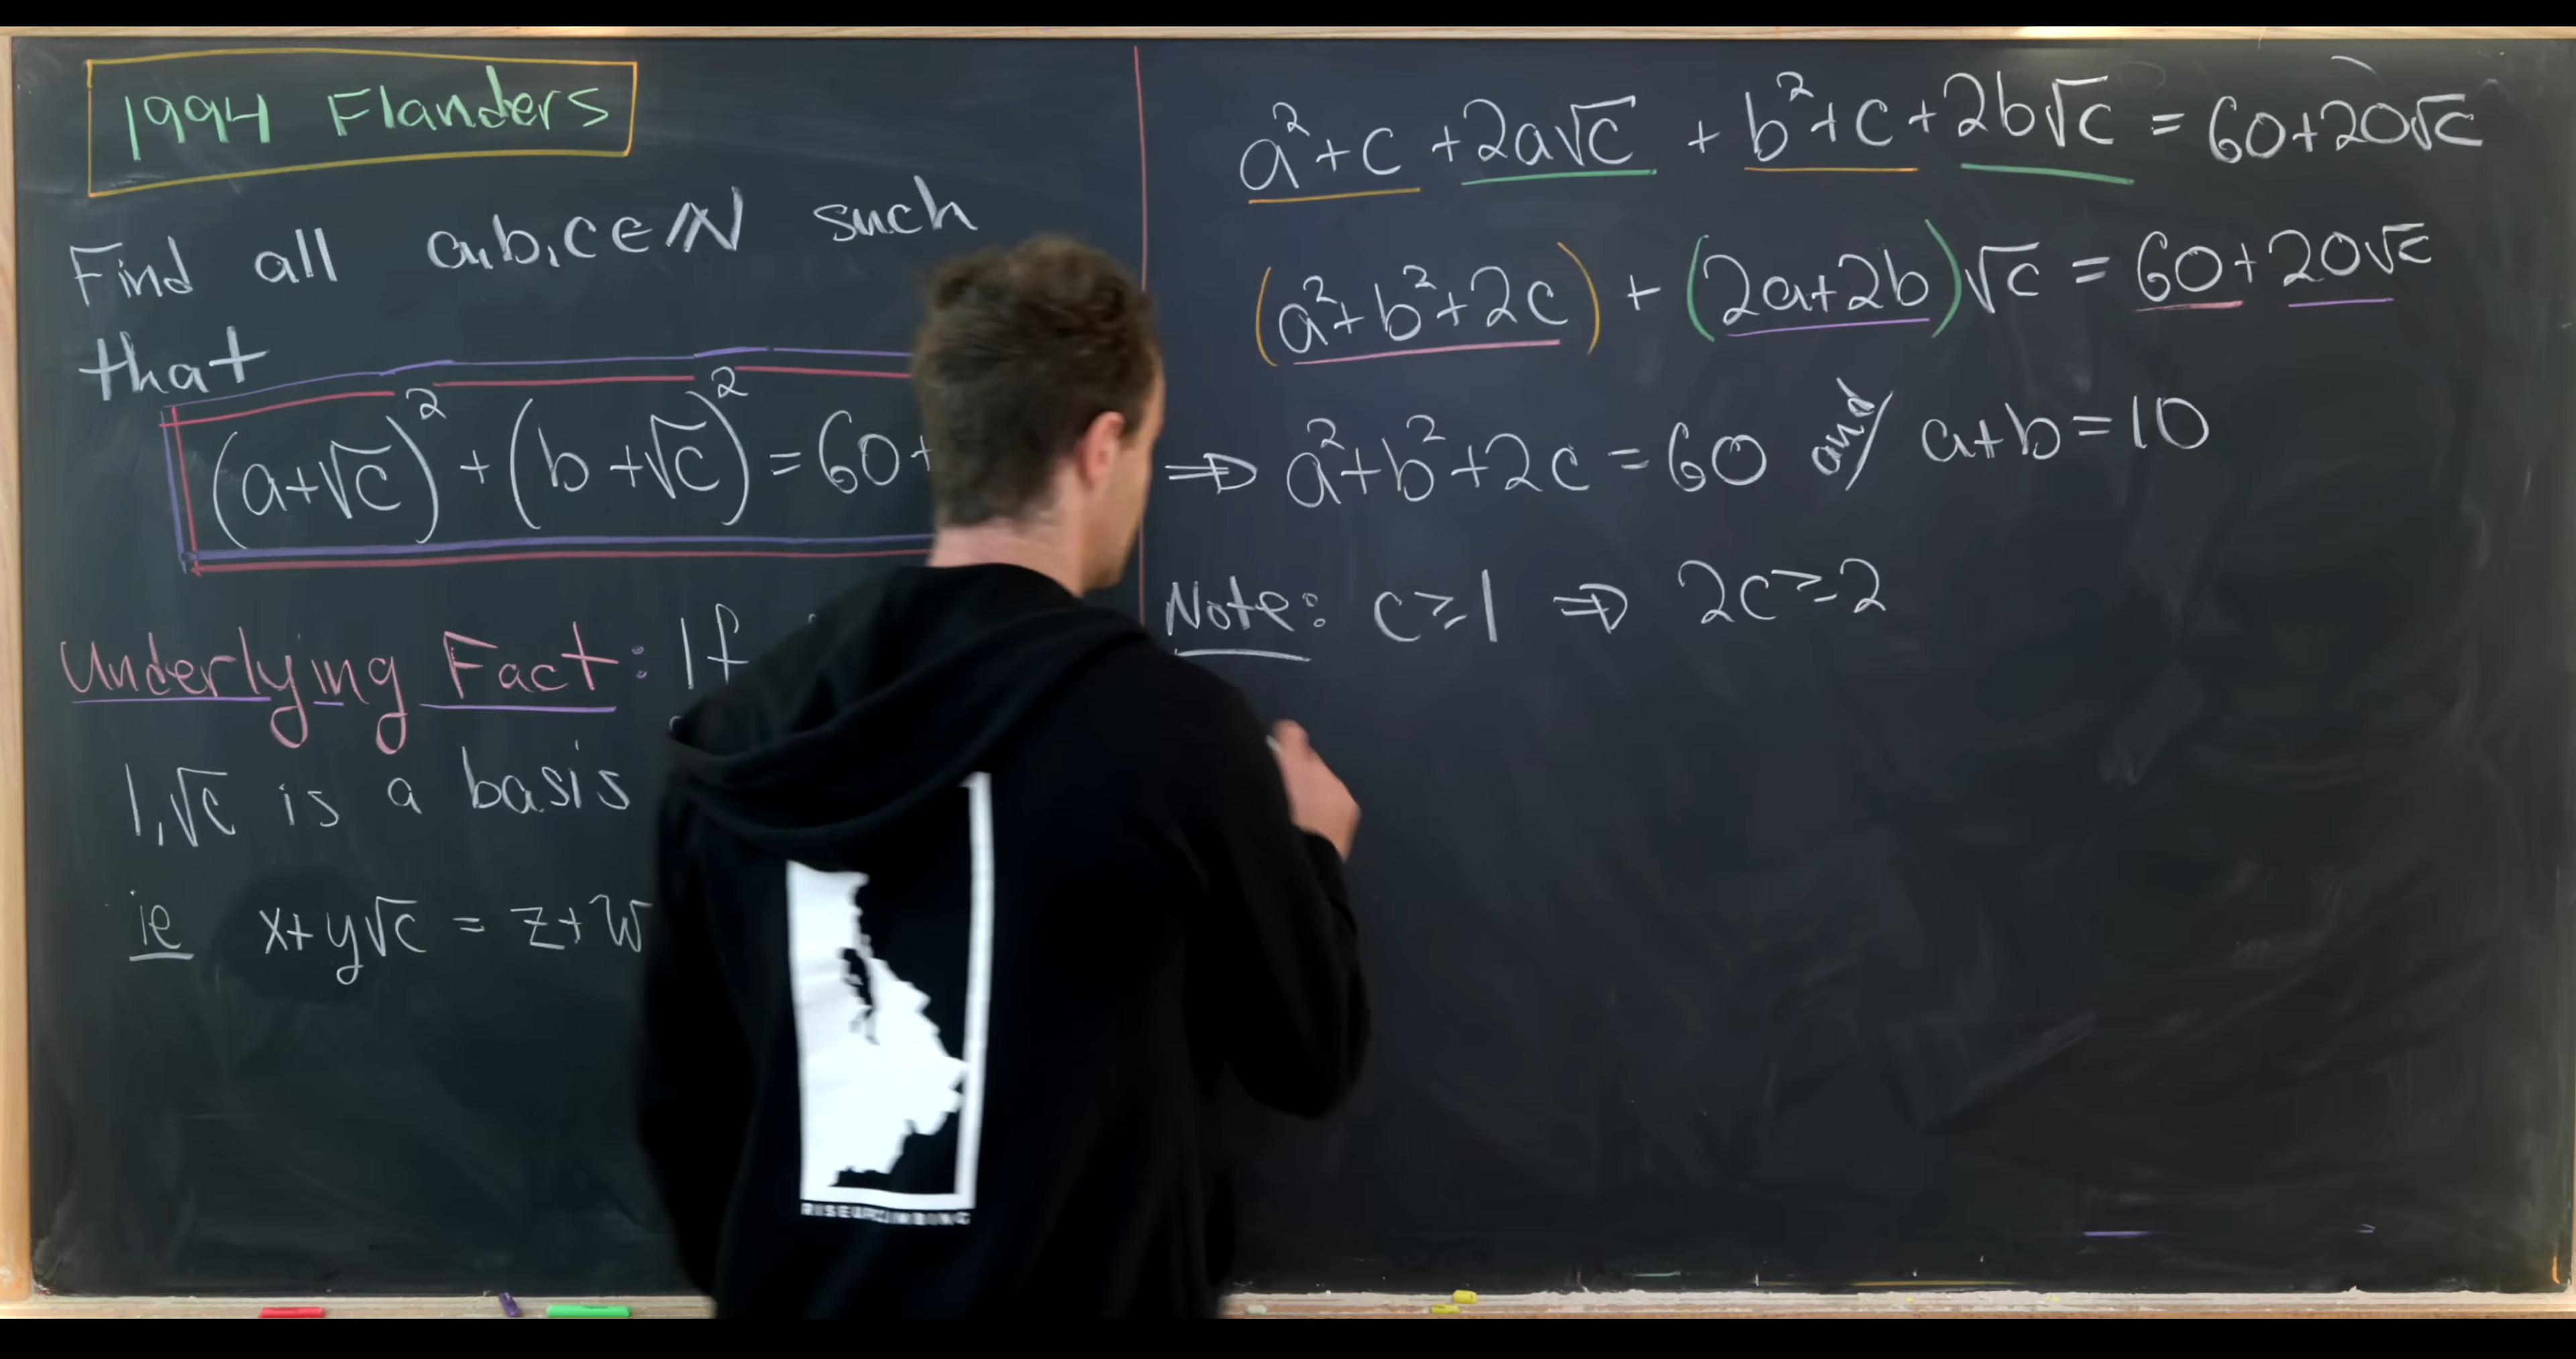 1994 Flanders
Find all a,b,c∈ℕ such
that
(a+√c)² + (b+√c)² = 60+
Underlying Fact: If
1,√c is a basis
ie x+y√c = z+w
a²+c +2a√c + b²+c+2b√c = 60+20√c
(a²+b²+2c) + (2a+2b)√c = 60+20√c
⇒ a²+b²+2c=60 and a+b=10
Note: c≥1 ⇒ 2c≥2